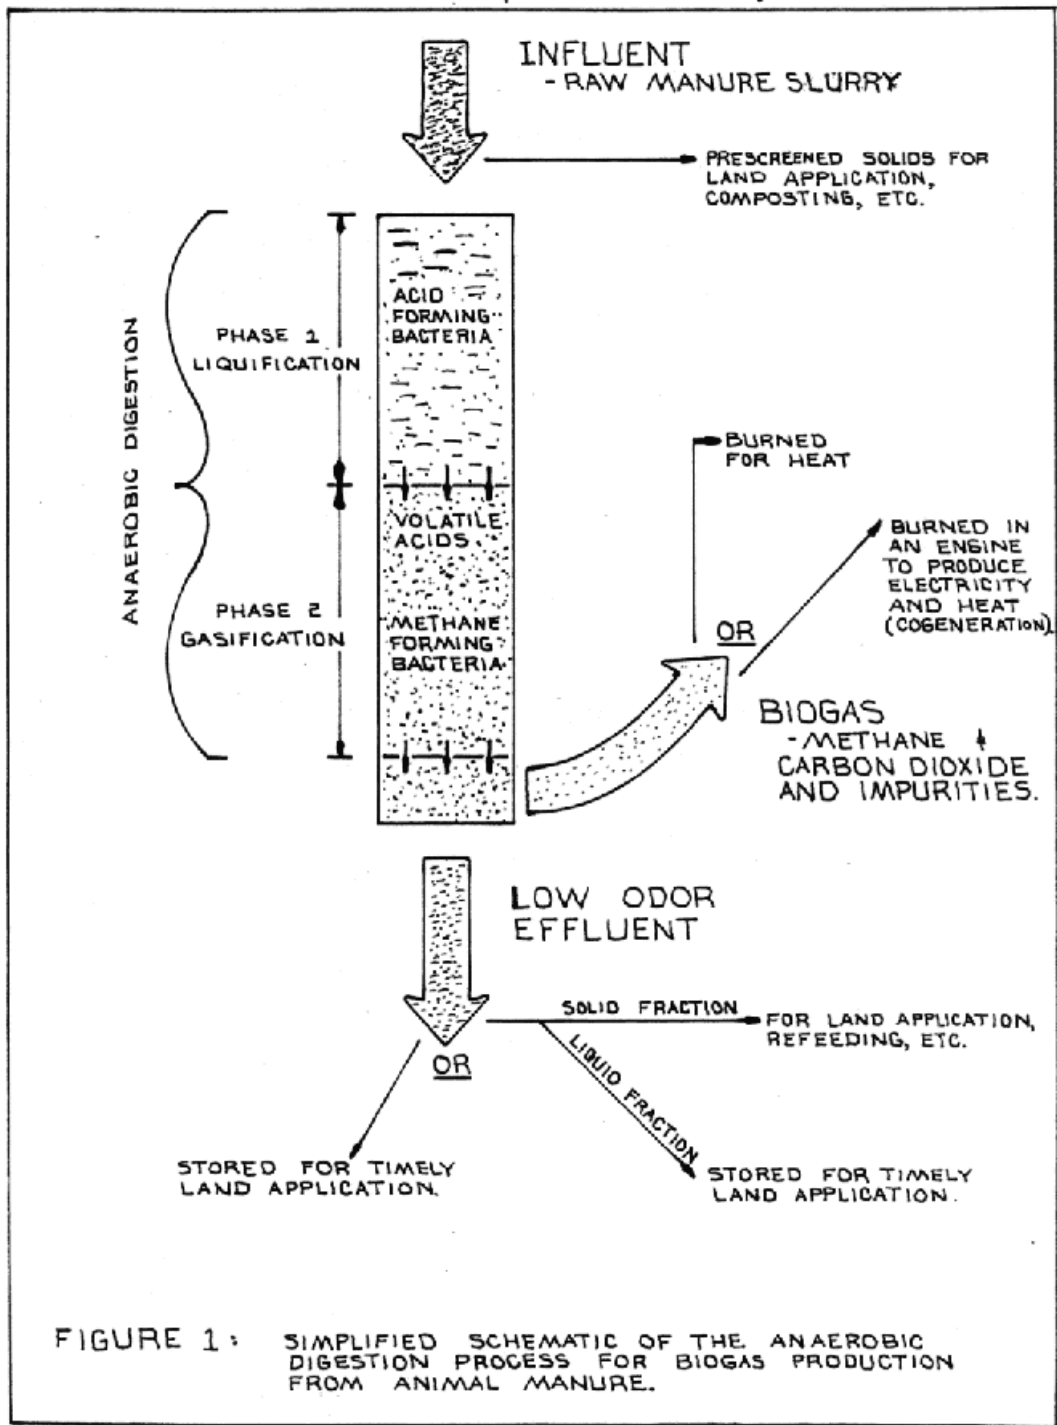 INFLUENT
- RAW MANURE SLURRY
PRESCREENED SOLIDS FOR
LAND APPLICATION,
COMPOSTING, ETC.
ANAEROBIC DIGESTION
PHASE 1
LIQUIFICATION
ACID
FORMING
BACTERIA
VOLATILE
ACIDS.
PHASE 2
GASIFICATION
METHANE
FORMING
BACTERIA
BURNED
FOR HEAT
OR
BURNED IN
AN ENGINE
TO PRODUCE
ELECTRICITY
AND HEAT
(COGENERATION)
BIOGAS
- METHANE &
CARBON DIOXIDE
AND IMPURITIES.
LOW ODOR
EFFLUENT
SOLID FRACTION
FOR LAND APPLICATION,
REFEEDING, ETC.
LIQUID FRACTION
OR
STORED FOR TIMELY
LAND APPLICATION.
STORED FOR TIMELY
LAND APPLICATION.
FIGURE 1: SIMPLIFIED SCHEMATIC OF THE ANAEROBIC
DIGESTION PROCESS FOR BIOGAS PRODUCTION
FROM ANIMAL MANURE.